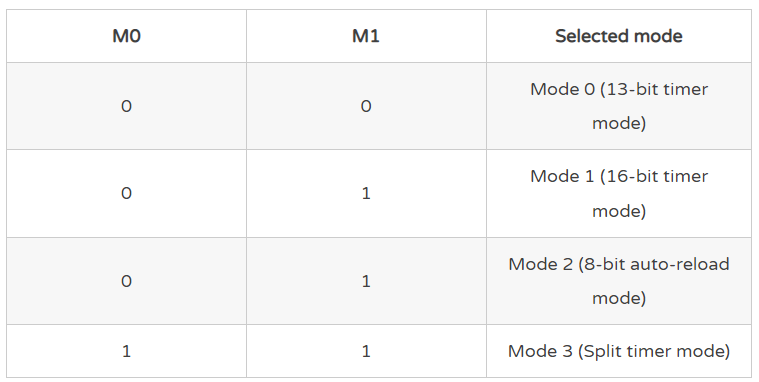 M0 M1 Selected mode
0 0 Mode 0 (13-bit timer
mode)
0 1 Mode 1 (16-bit timer
mode)
0 1 Mode 2 (8-bit auto-reload
mode)
1 1 Mode 3 (Split timer mode)